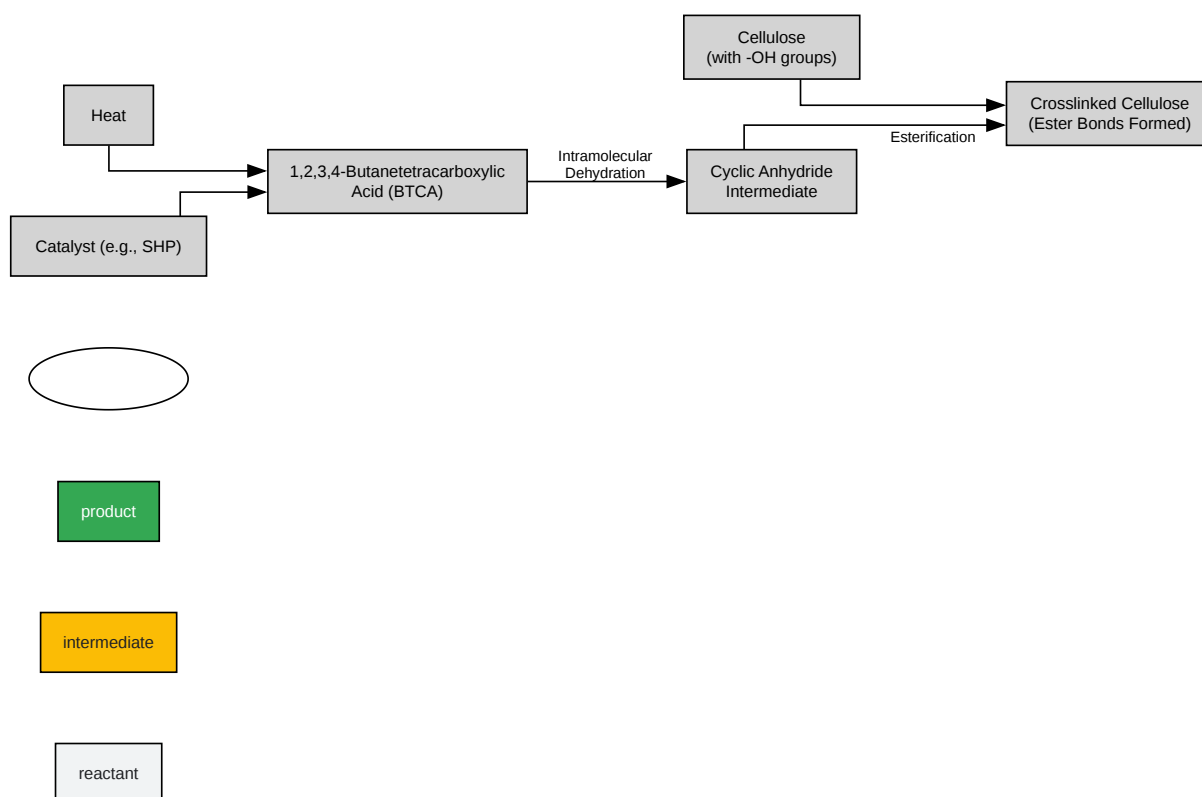 Cellulose
(with -OH groups)
Heat
Crosslinked Cellulose
(Ester Bonds Formed)
Esterification
1,2,3,4-Butanetetracarboxylic
Acid (BTCA)
Intramolecular
Dehydration
Cyclic Anhydride
Intermediate
Catalyst (e.g., SHP)
product
intermediate
reactant